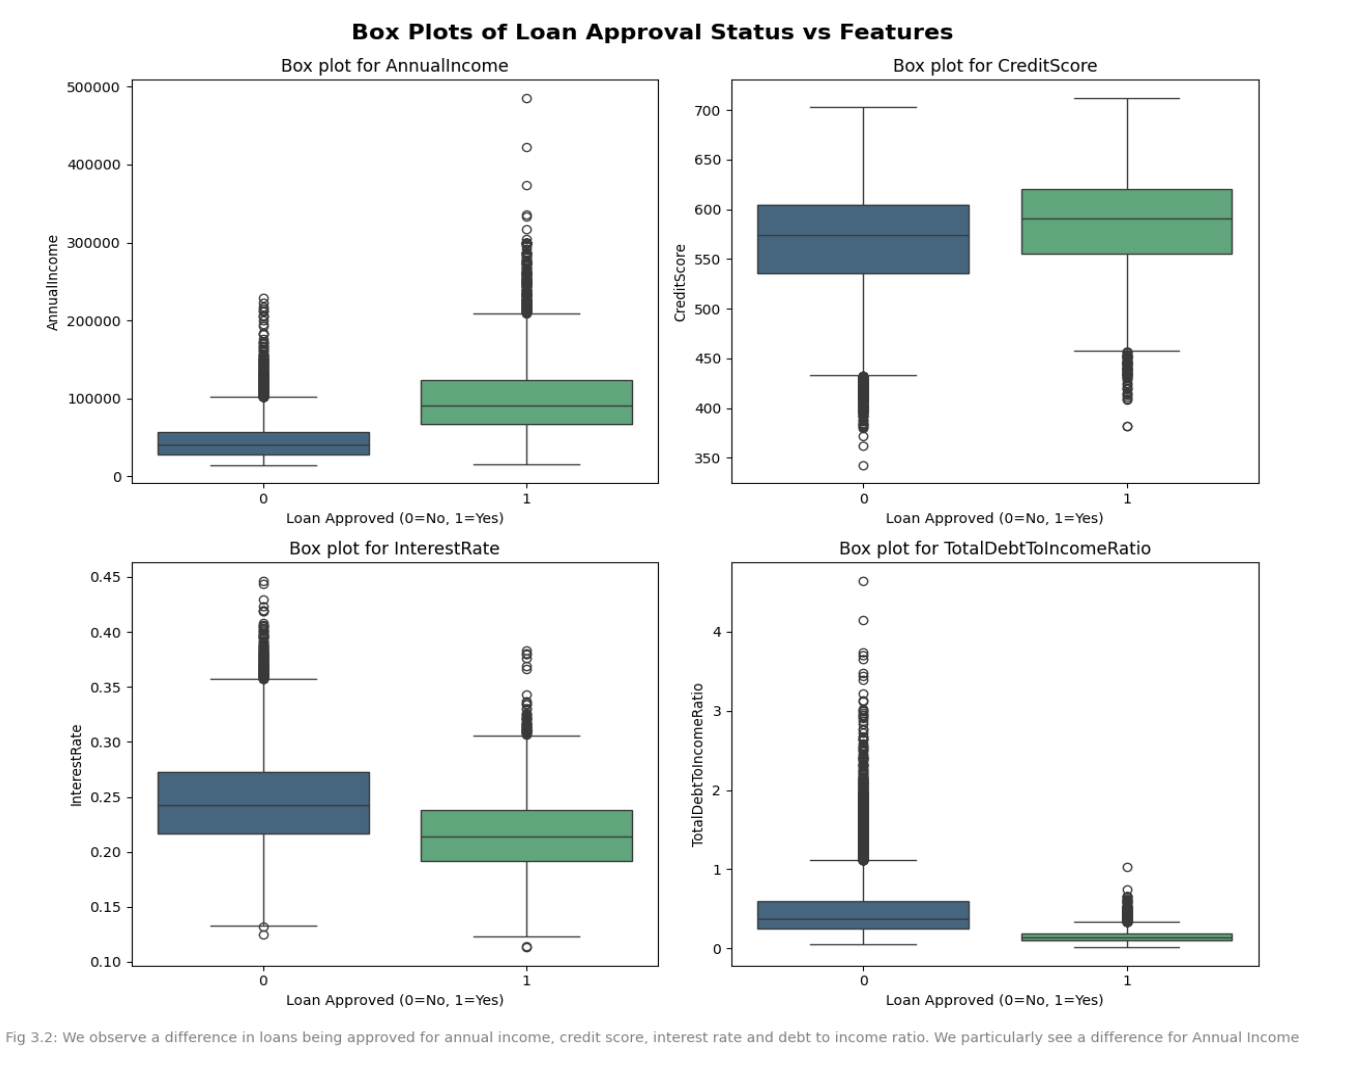 Box Plots of Loan Approval Status vs Features
Box plot for AnnualIncome
500000
400000
300000
200000
100000
0
AnnualIncome
0
1
Loan Approved (0=No, 1=Yes)
Box plot for CreditScore
700
650
600
550
500
450
400
350
CreditScore
0
1
Loan Approved (0=No, 1=Yes)
Box plot for InterestRate
0.45
0.40
0.35
0.30
0.25
0.20
0.15
0.10
InterestRate
0
1
Loan Approved (0=No, 1=Yes)
Box plot for TotalDebtToIncomeRatio
4
3
2
1
0
TotalDebtToIncomeRatio
0
1
Loan Approved (0=No, 1=Yes)
Fig 3.2: We observe a difference in loans being approved for annual income, credit score, interest rate and debt to income ratio. We particularly see a difference for Annual Income